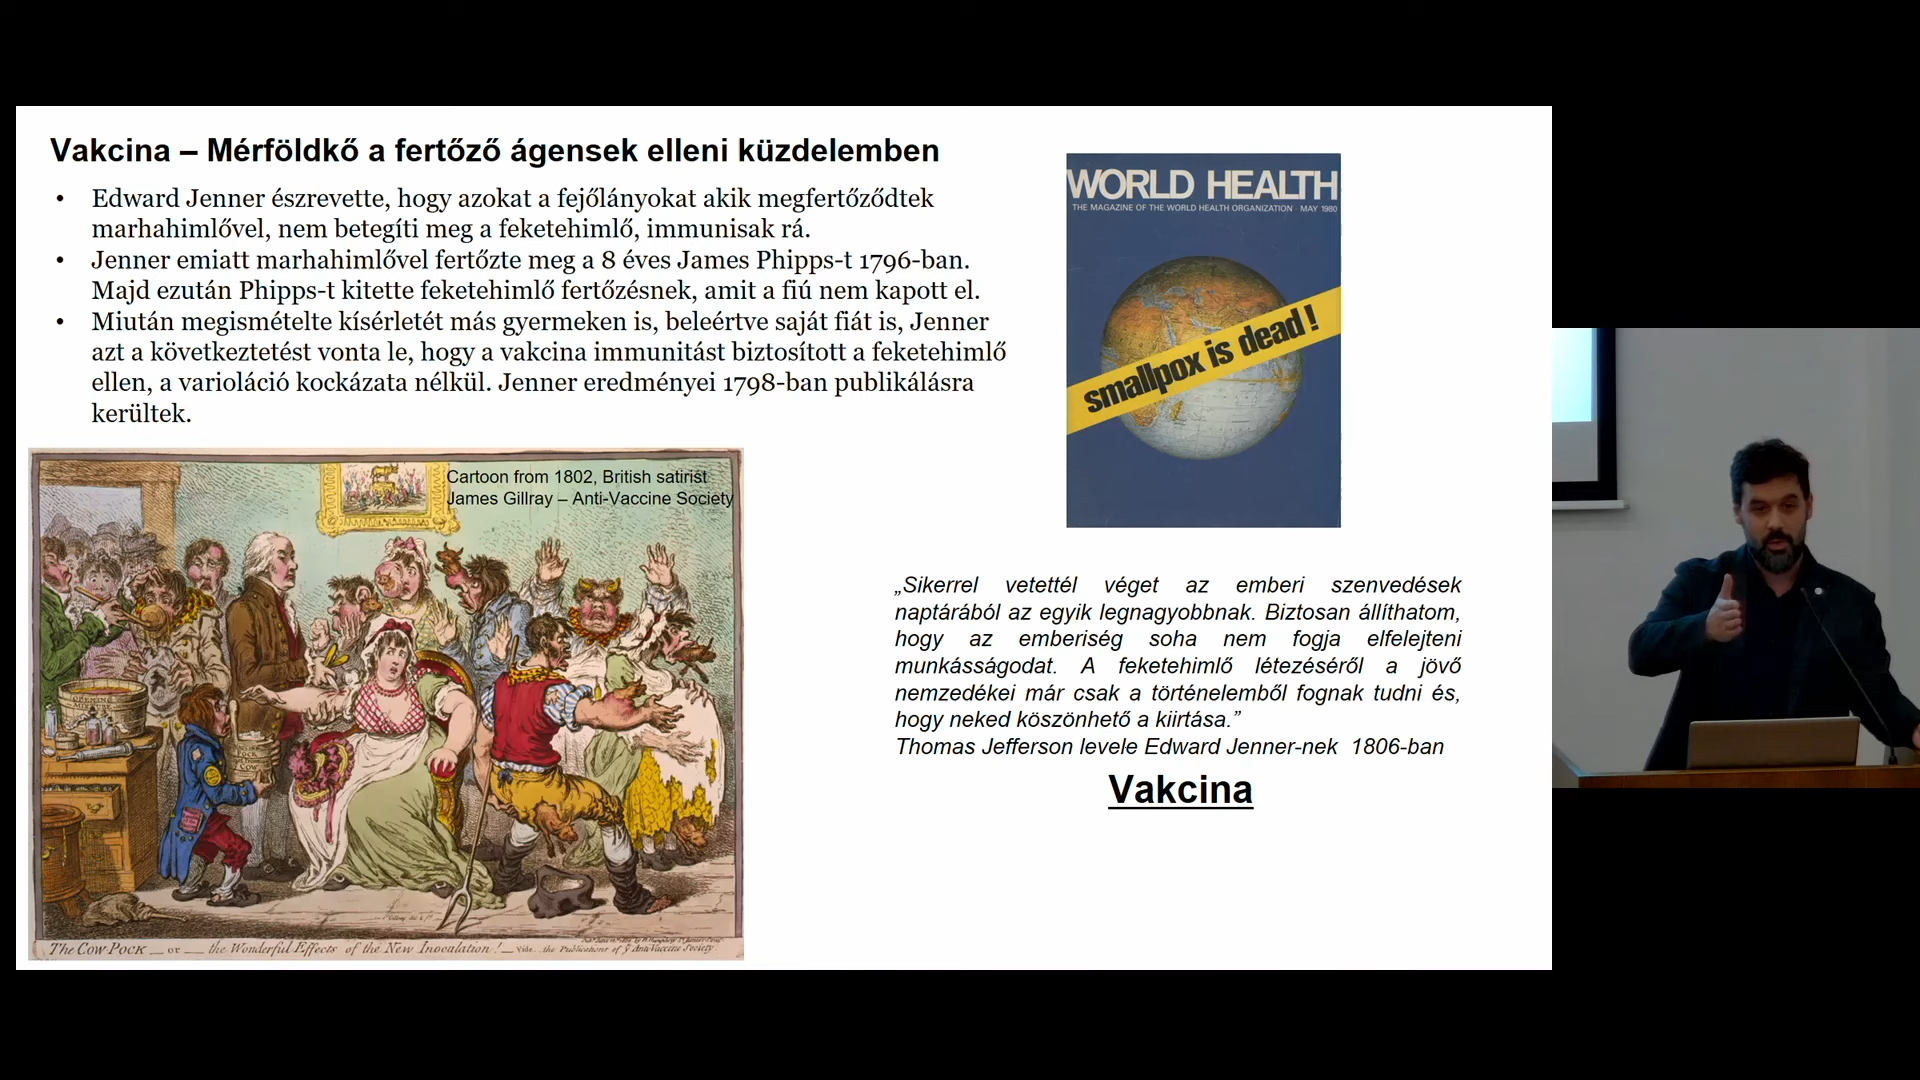 Vakcina – Mérföldkő a fertőző ágensek elleni küzdelemben
• Edward Jenner észrevette, hogy azokat a fejőlányokat akik megfertőződtek
marhahimlővel, nem betegíti meg a feketehimlő, immunisak rá.
• Jenner emiatt marhahimlővel fertőzte meg a 8 éves James Phipps-t 1796-ban.
Majd ezután Phipps-t kitette feketehimlő fertőzésnek, amit a fiú nem kapott el.
• Miután megismételte kísérletét más gyermeken is, beleértve saját fiát is, Jenner
azt a következtetést vonta le, hogy a vakcina immunitást biztosított a feketehimlő
ellen, a varioláció kockázata nélkül. Jenner eredményei 1798-ban publikálásra
kerültek.
WORLD HEALTH
THE MAGAZINE OF THE WORLD HEALTH ORGANIZATION · MAY 1980
smallpox is dead!
Cartoon from 1802, British satirist
James Gillray – Anti-Vaccine Society
OPENING
The Cow-Pock — or — the Wonderful Effects of the New Inoculation! — Vide. the Publications of ye Anti-Vaccine Society.
„Sikerrel vetettél véget az emberi szenvedések
naptárából az egyik legnagyobbnak. Biztosan állíthatom,
hogy az emberiség soha nem fogja elfelejteni
munkásságodat. A feketehimlő létezéséről a jövő
nemzedékei már csak a történelemből fognak tudni és,
hogy neked köszönhető a kiirtása.”
Thomas Jefferson levele Edward Jenner-nek 1806-ban
Vakcina